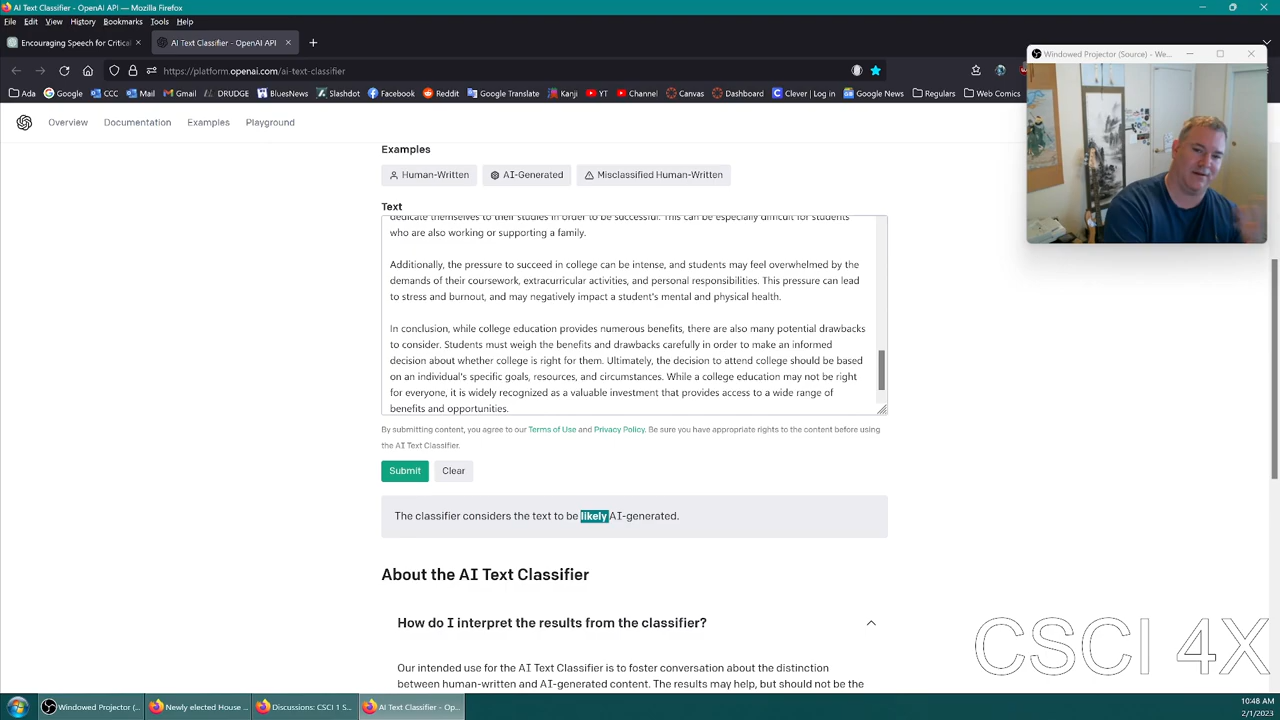 AI Text Classifier - OpenAI API — Mozilla Firefox
File Edit View History Bookmarks Tools Help
Encouraging Speech for Critical
AI Text Classifier - OpenAI API
Windowed Projector (Source) - We...
https://platform.openai.com/ai-text-classifier
Ada Google CCC Mail Gmail DRUDGE BluesNews Slashdot Facebook Reddit Google Translate Kanji YT Channel Canvas Dashboard Clever | Log in Google News Regulars Web Comics
Overview Documentation Examples Playground
Examples
Human-Written AI-Generated Misclassified Human-Written
Text
dedicate themselves to their studies in order to be successful. This can be especially difficult for students
who are also working or supporting a family.
Additionally, the pressure to succeed in college can be intense, and students may feel overwhelmed by the
demands of their coursework, extracurricular activities, and personal responsibilities. This pressure can lead
to stress and burnout, and may negatively impact a student's mental and physical health.
In conclusion, while college education provides numerous benefits, there are also many potential drawbacks
to consider. Students must weigh the benefits and drawbacks carefully in order to make an informed
decision about whether college is right for them. Ultimately, the decision to attend college should be based
on an individual's specific goals, resources, and circumstances. While a college education may not be right
for everyone, it is widely recognized as a valuable investment that provides access to a wide range of
benefits and opportunities.
By submitting content, you agree to our Terms of Use and Privacy Policy. Be sure you have appropriate rights to the content before using
the AI Text Classifier.
Submit Clear
The classifier considers the text to be likely AI-generated.
About the AI Text Classifier
How do I interpret the results from the classifier?
Our intended use for the AI Text Classifier is to foster conversation about the distinction
between human-written and AI-generated content. The results may help, but should not be the
CSCI 4X
Windowed Projector (... Newly elected House ... Discussions: CSCI 1 S... AI Text Classifier - Op...
10:48 AM
2/1/2023